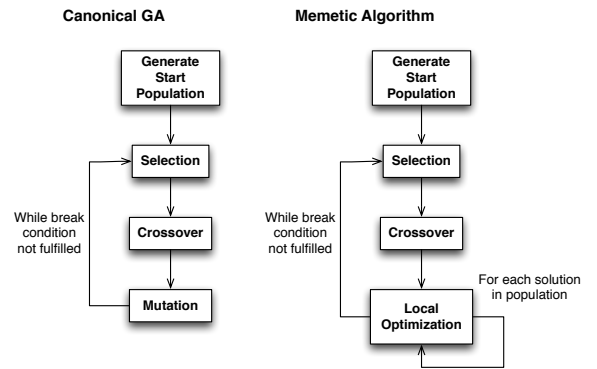 Canonical GA
Generate
Start
Population
Selection
Crossover
Mutation
While break
condition
not fulfilled
Memetic Algorithm
Generate
Start
Population
Selection
Crossover
Local
Optimization
While break
condition
not fulfilled
For each solution
in population